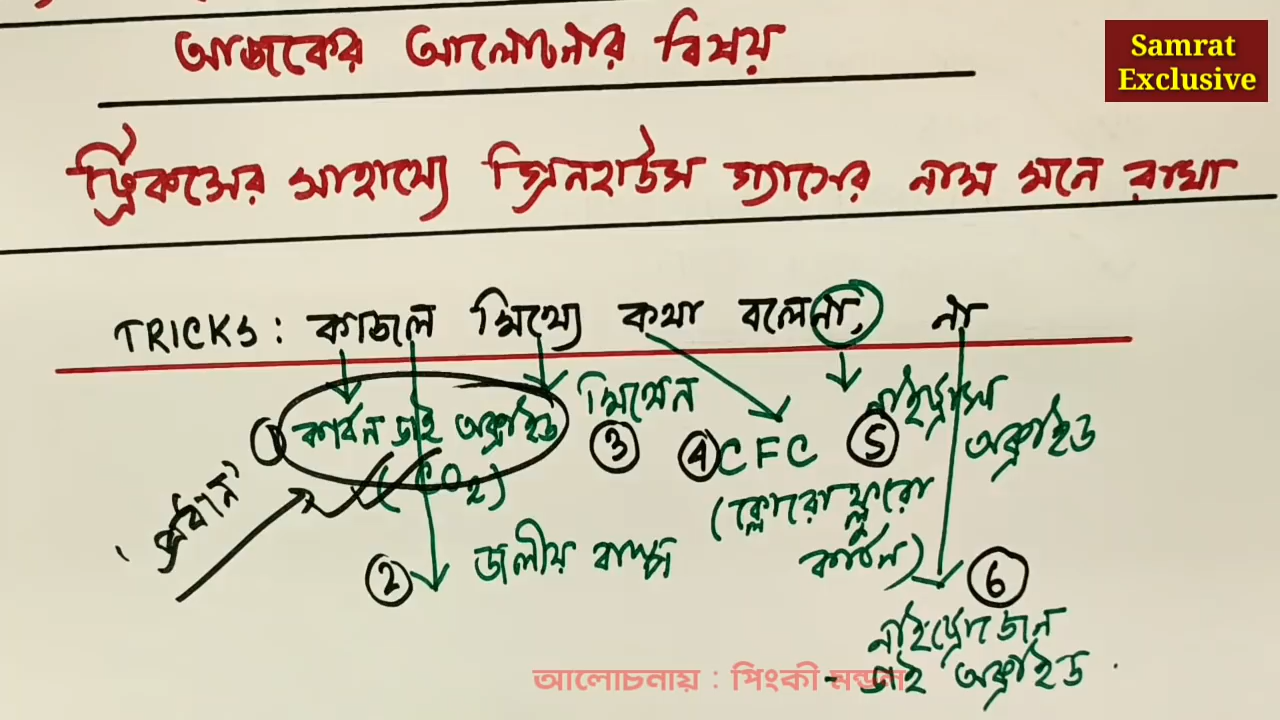 আজকের আলোচনার বিষয়
Samrat
Exclusive
ট্রিকসের সাহায্যে গ্রিনহাউস গ্যাসের নাম মনে রাখা
TRICKS: কাজল মিথ্যে কথা বলেনা, না
① কার্বন ডাই অক্সাইড
(CO2)
'প্রধান'
③ মিথেন
④ CFC
(ক্লোরোফ্লুরো
কার্বন)
⑤ নাইট্রাস
অক্সাইড
② জলীয় বাষ্প
⑥
নাইট্রোজেন
- ডাই অক্সাইড
আলোচনায় : পিংকী মন্ডল